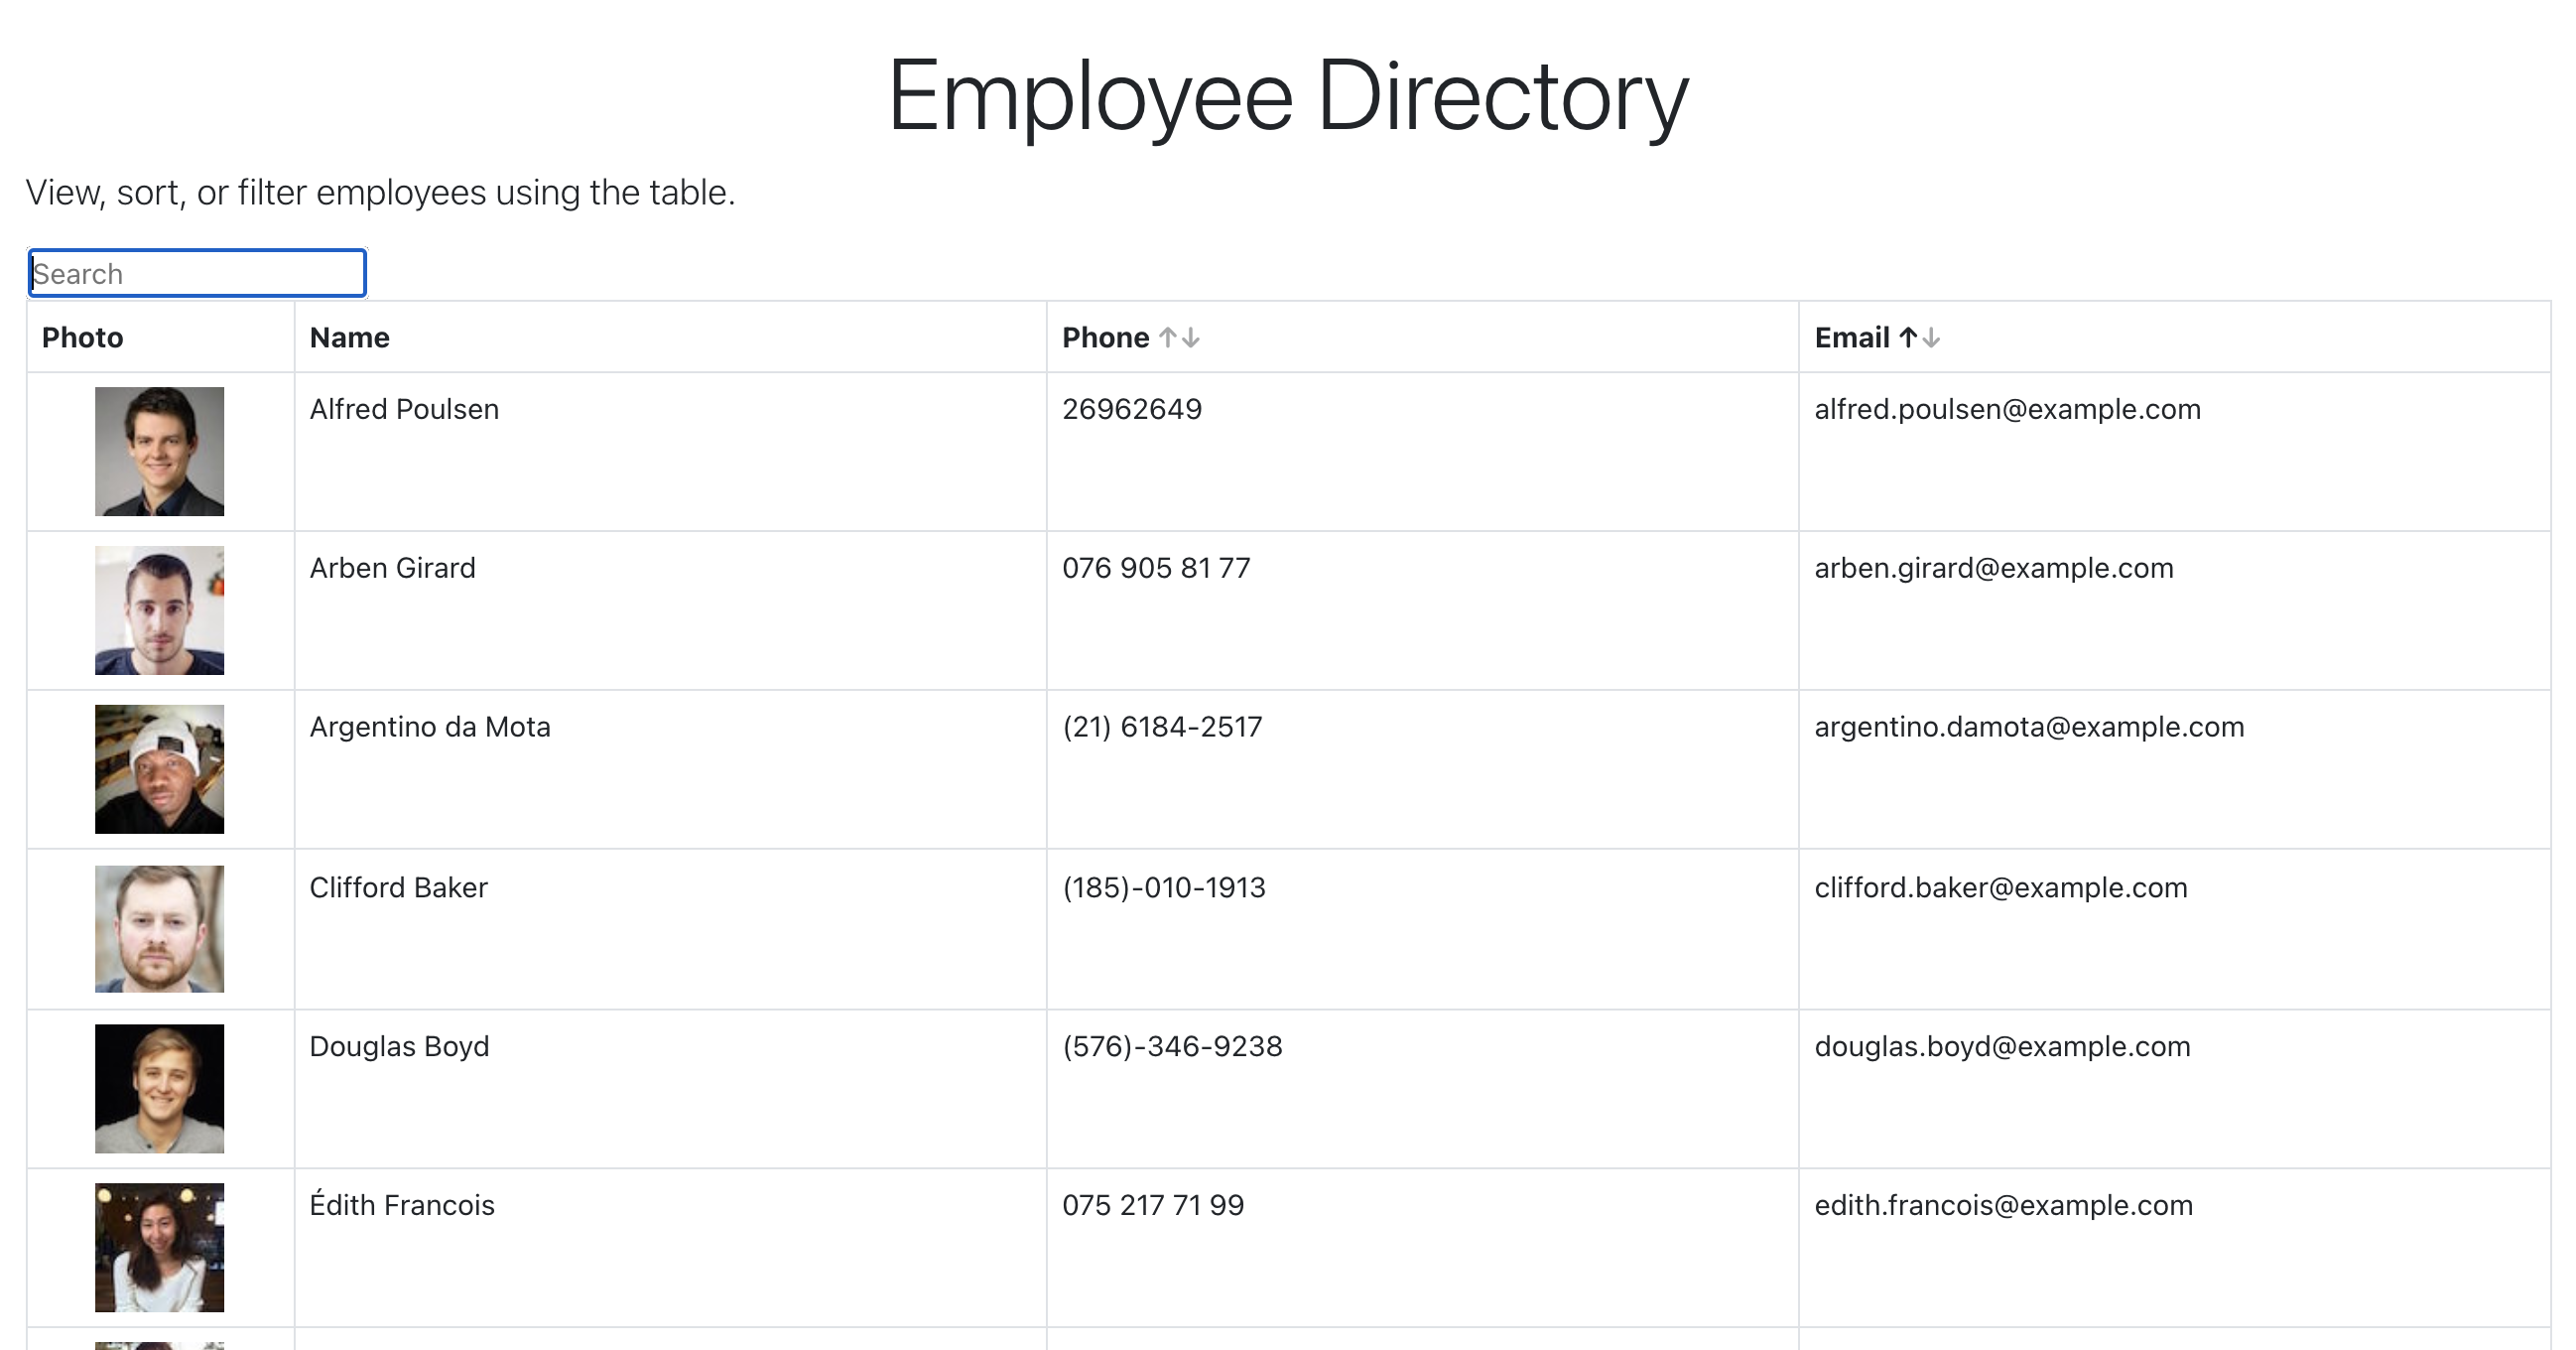 Employee Directory
View, sort, or filter employees using the table.
Search
Photo Name Phone ↑↓ Email ↑↓
Alfred Poulsen 26962649 alfred.poulsen@example.com
Arben Girard 076 905 81 77 arben.girard@example.com
Argentino da Mota (21) 6184-2517 argentino.damota@example.com
Clifford Baker (185)-010-1913 clifford.baker@example.com
Douglas Boyd (576)-346-9238 douglas.boyd@example.com
Édith Francois 075 217 71 99 edith.francois@example.com